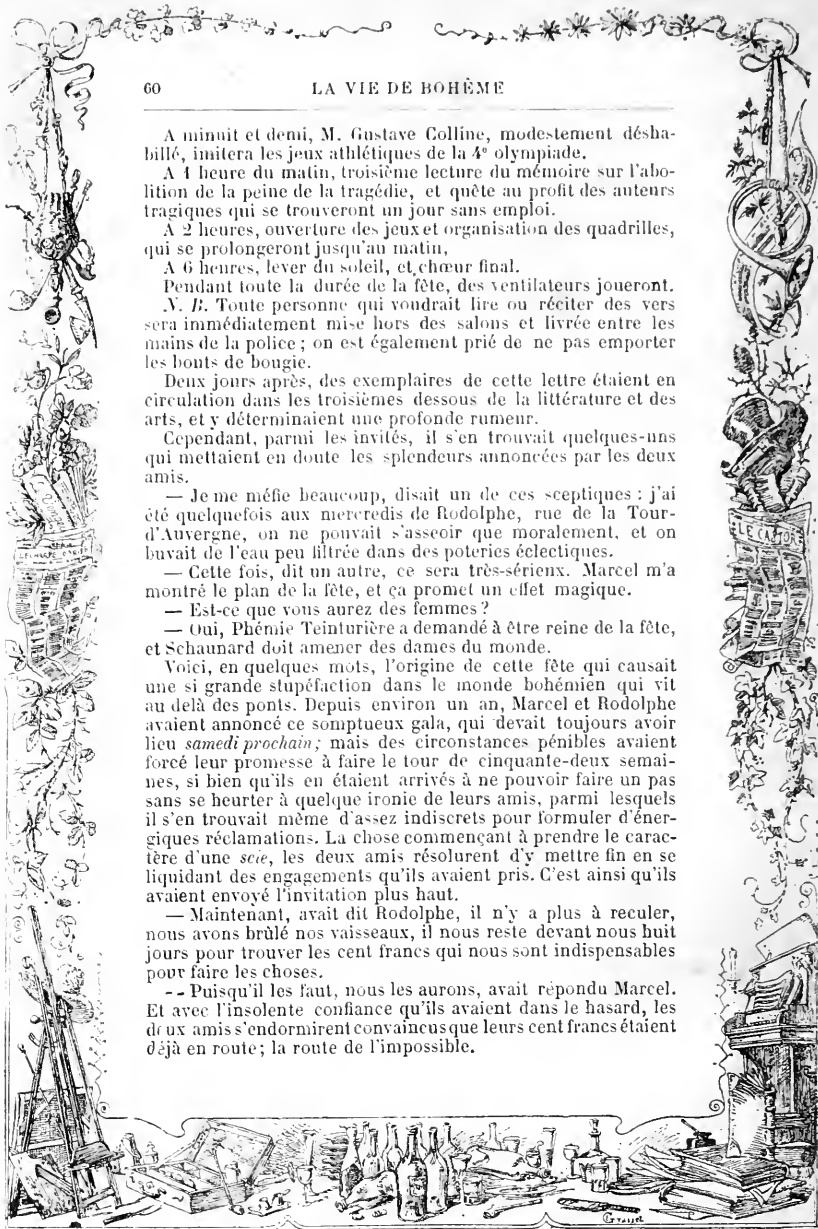 60 LA VIE DE BOHÊME
A minuit et demi, M. Gustave Colline, modestement désha-
billé, imitera les jeux athlétiques de la 4e olympiade.
A 1 heure du matin, troisième lecture du mémoire sur l'abo-
lition de la peine de la tragédie, et quête au profit des auteurs
tragiques qui se trouveront un jour sans emploi.
A 2 heures, ouverture des jeux et organisation des quadrilles,
qui se prolongeront jusqu'au matin,
A 6 heures, lever du soleil, et chœur final.
Pendant toute la durée de la fête, des ventilateurs joueront.
N. B. Toute personne qui voudrait lire ou réciter des vers
sera immédiatement mise hors des salons et livrée entre les
mains de la police ; on est également prié de ne pas emporter
les bouts de bougie.
Deux jours après, des exemplaires de cette lettre étaient en
circulation dans les troisièmes dessous de la littérature et des
arts, et y déterminaient une profonde rumeur.
Cependant, parmi les invités, il s'en trouvait quelques-uns
qui mettaient en doute les splendeurs annoncées par les deux
amis.
— Je me méfie beaucoup, disait un de ces sceptiques : j'ai
été quelquefois aux mercredis de Rodolphe, rue de la Tour-
d'Auvergne, on ne pouvait s'asseoir que moralement, et on
buvait de l'eau peu filtrée dans des poteries éclectiques.
— Cette fois, dit un autre, ce sera très-sérieux. Marcel m'a
montré le plan de la fête, et ça promet un effet magique.
— Est-ce que vous aurez des femmes ?
— Oui, Phémie Teinturière a demandé à être reine de la fête,
et Schaunard doit amener des dames du monde.
Voici, en quelques mots, l'origine de cette fête qui causait
une si grande stupéfaction dans le monde bohémien qui vit
au delà des ponts. Depuis environ un an, Marcel et Rodolphe
avaient annoncé ce somptueux gala, qui devait toujours avoir
lieu samedi prochain ; mais des circonstances pénibles avaient
forcé leur promesse à faire le tour de cinquante-deux semai-
nes, si bien qu'ils en étaient arrivés à ne pouvoir faire un pas
sans se heurter à quelque ironie de leurs amis, parmi lesquels
il s'en trouvait même d'assez indiscrets pour formuler d'éner-
giques réclamations. La chose commençant à prendre le carac-
tère d'une scie, les deux amis résolurent d'y mettre fin en se
liquidant des engagements qu'ils avaient pris. C'est ainsi qu'ils
avaient envoyé l'invitation plus haut.
— Maintenant, avait dit Rodolphe, il n'y a plus à reculer,
nous avons brûlé nos vaisseaux, il nous reste devant nous huit
jours pour trouver les cent francs qui nous sont indispensables
pour faire les choses.
-- Puisqu'il les faut, nous les aurons, avait répondu Marcel.
Et avec l'insolente confiance qu'ils avaient dans le hasard, les
deux amis s'endormirent convaincus que leurs cent francs étaient
déjà en route ; la route de l'impossible.
LE CASTOR